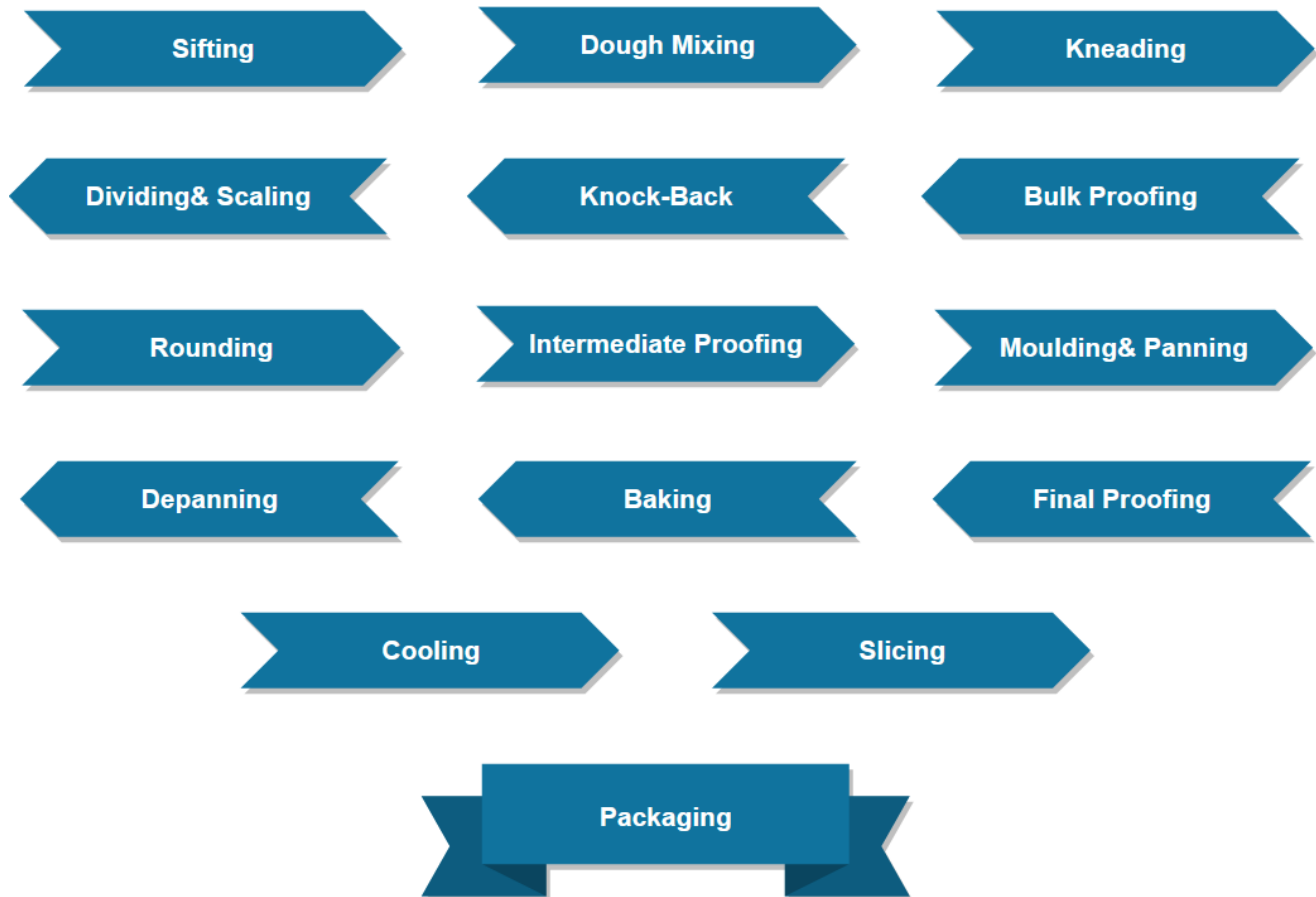 Sifting
Dough Mixing
Kneading
Dividing& Scaling
Knock-Back
Bulk Proofing
Rounding
Intermediate Proofing
Moulding& Panning
Depanning
Baking
Final Proofing
Cooling
Slicing
Packaging